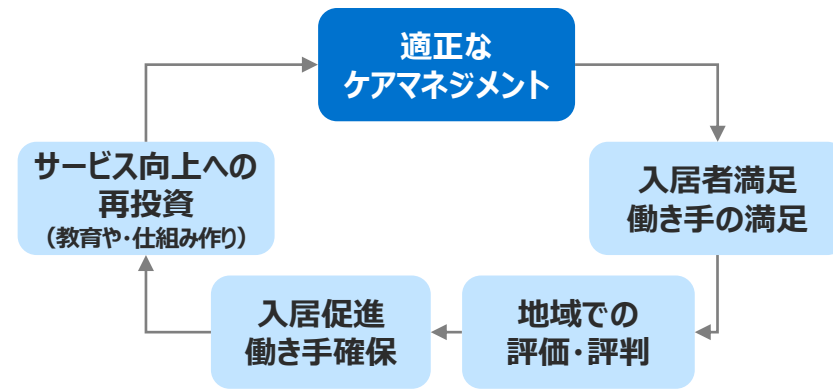 適正な
ケアマネジメント
入居者満足
働き手の満足
地域での
評価・評判
入居促進
働き手確保
サービス向上への
再投資
（教育や・仕組み作り）